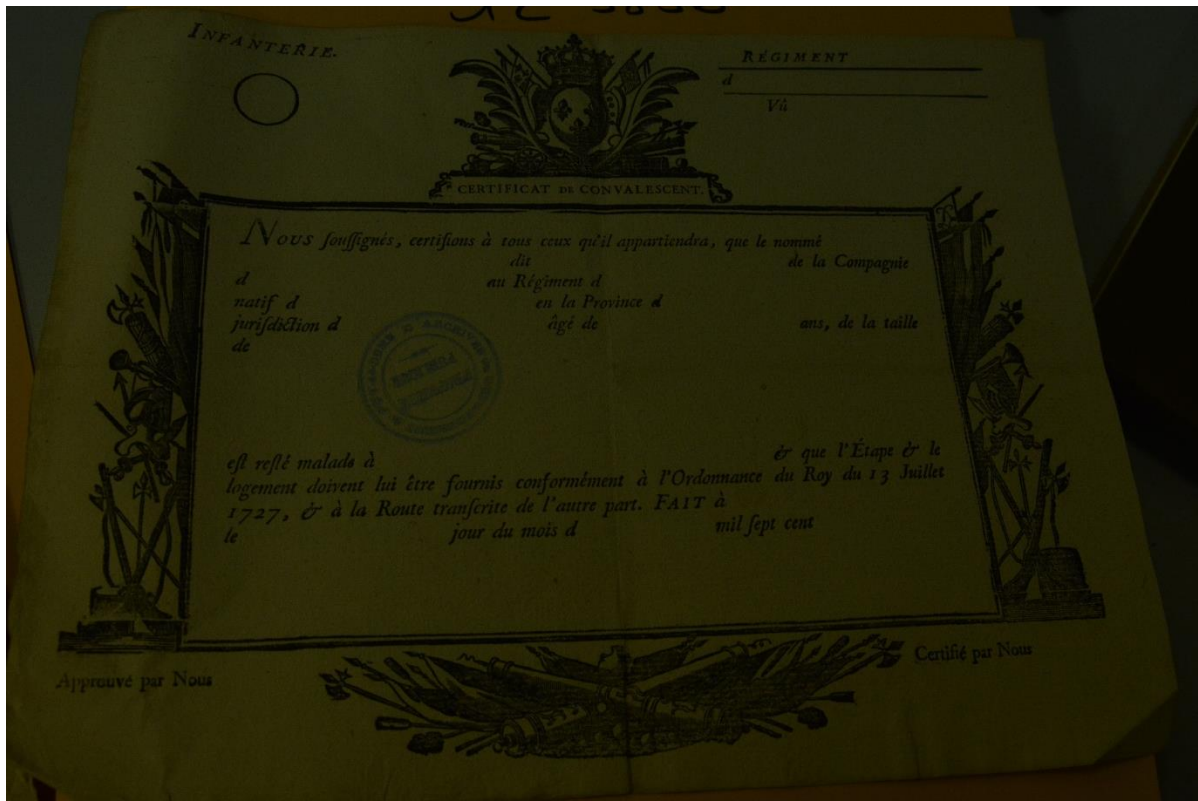 INFANTERIE.
RÉGIMENT
d
Vû
CERTIFICAT DE CONVALESCENT.
Nous souſſignés, certifions à tous ceux qu'il appartiendra, que le nommé
dit de la Compagnie
d au Régiment d
natif d en la Province d
juriſdiction d âgé de ans, de la taille
de
eſt reſté malade à & que l'Étape & le
logement doivent lui être fournis conformément à l'Ordonnance du Roy du 13 Juillet
1727, & à la Route tranſcrite de l'autre part. FAIT à
le jour du mois d mil ſept cent
Approuvé par Nous
Certifié par Nous